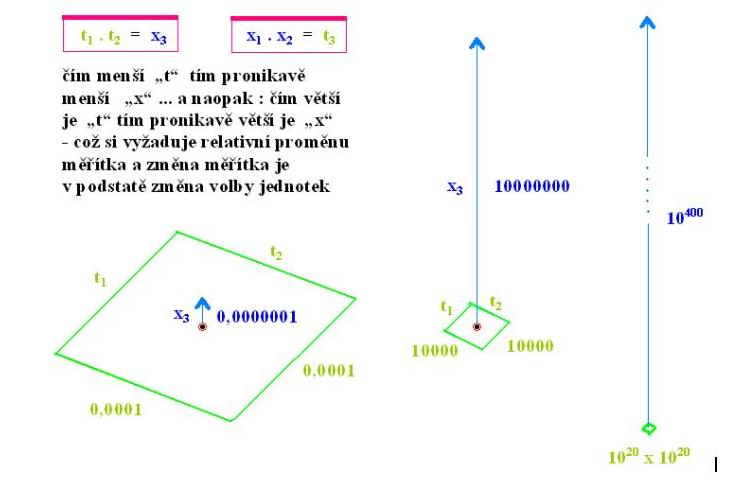 t₁ . t₂ = x₃
x₁ . x₂ = t₃
čím menší „t“ tím pronikavě
menší „x“ ... a naopak : čím větší
je „t“ tím pronikavě větší je „x“
- což si vyžaduje relativní proměnu
měřítka a změna měřítka je
v podstatě změna volby jednotek
t₁
t₂
x₃ 0,0000001
0,0001
0,0001
x₃ 10000000
t₁ t₂
10000
10000
10⁴⁰⁰
10²⁰ x 10²⁰